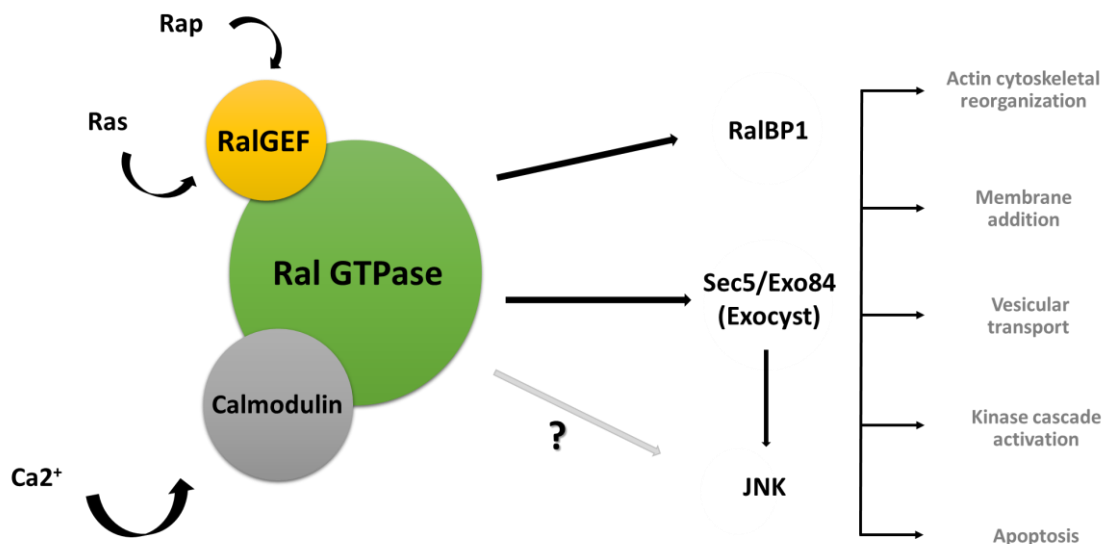 Rap
Ras
RalGEF
Ral GTPase
Calmodulin
Ca2⁺
?
RalBP1
Sec5/Exo84
(Exocyst)
JNK
Actin cytoskeletal
reorganization
Membrane
addition
Vesicular
transport
Kinase cascade
activation
Apoptosis